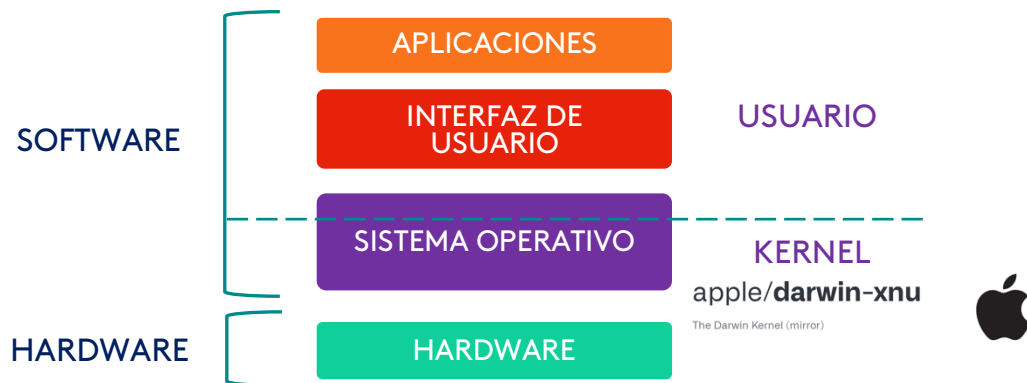 APLICACIONES
INTERFAZ DE
USUARIO
USUARIO
SOFTWARE
SISTEMA OPERATIVO
KERNEL
apple/darwin-xnu
The Darwin Kernel (mirror)
HARDWARE
HARDWARE